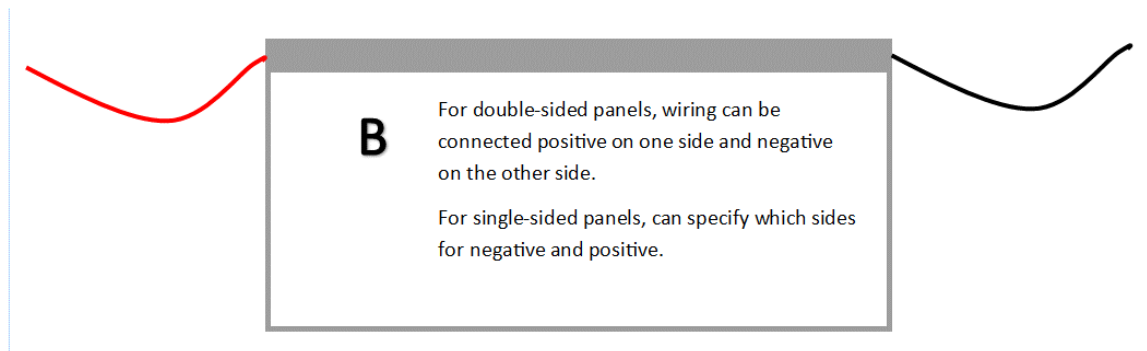 B
For double-sided panels, wiring can be
connected positive on one side and negative
on the other side.
For single-sided panels, can specify which sides
for negative and positive.